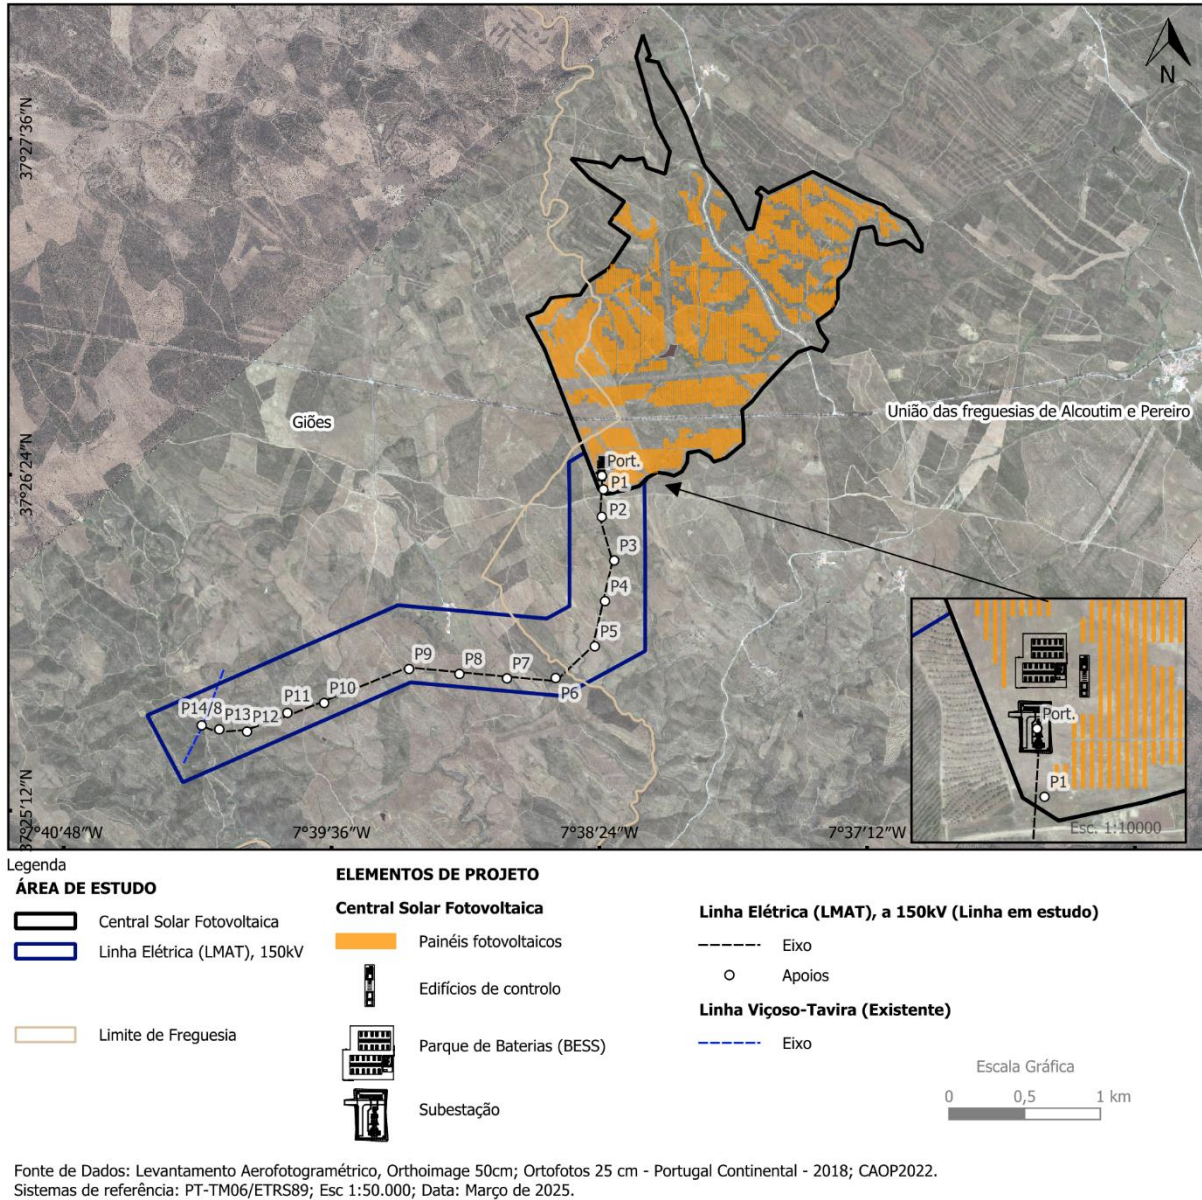 N
37°27'36"N
Giões
União das freguesias de Alcoutim e Pereiro
37°26'24"N
Port.
P1
P2
P3
P4
P5
P9
P8
P7
P6
P10
P11
P14/8
P13
P12
Port.
P1
Esc. 1:10000
37°25'12"N
7°40'48"W
7°39'36"W
7°38'24"W
7°37'12"W
Legenda
ÁREA DE ESTUDO
Central Solar Fotovoltaica
Linha Elétrica (LMAT), 150kV
Limite de Freguesia
ELEMENTOS DE PROJETO
Central Solar Fotovoltaica
Painéis fotovoltaicos
Edifícios de controlo
Parque de Baterias (BESS)
Subestação
Linha Elétrica (LMAT), a 150kV (Linha em estudo)
Eixo
Apoios
Linha Viçoso-Tavira (Existente)
Eixo
Escala Gráfica
0 0,5 1 km
Fonte de Dados: Levantamento Aerofotogramétrico, Orthoimage 50cm; Ortofotos 25 cm - Portugal Continental - 2018; CAOP2022.
Sistemas de referência: PT-TM06/ETRS89; Esc 1:50.000; Data: Março de 2025.